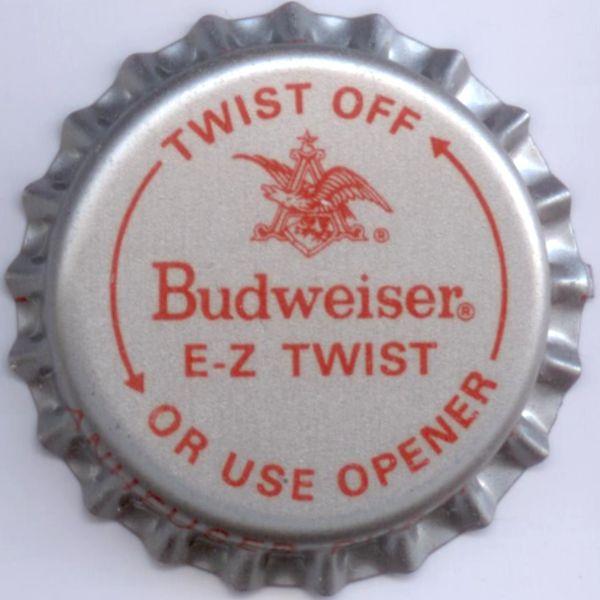 TWIST OFF
Budweiser®
E-Z TWIST
OR USE OPENER